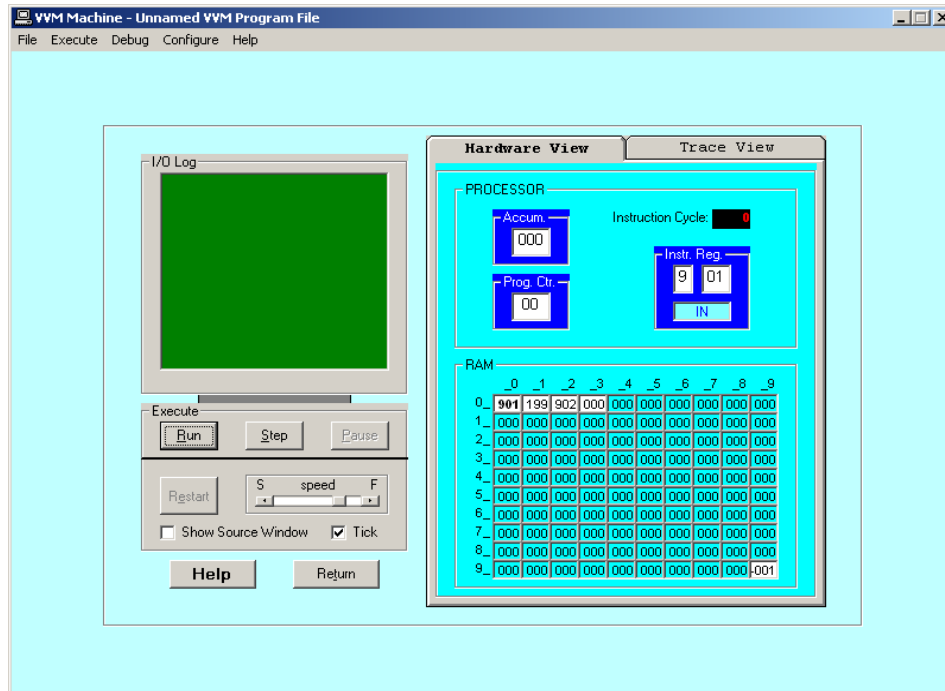 VVM Machine - Unnamed VVM Program File
File Execute Debug Configure Help
I/O Log
Execute
Run Step Pause
Restart
S speed F
Show Source Window Tick
Help Return
Hardware View Trace View
PROCESSOR
Accum. Instruction Cycle: 0
000
Instr. Reg.
9 01
IN
Prog. Ctr.
00
RAM
_0 _1 _2 _3 _4 _5 _6 _7 _8 _9
0_ 901 199 902 000 000 000 000 000 000 000
1_ 000 000 000 000 000 000 000 000 000 000
2_ 000 000 000 000 000 000 000 000 000 000
3_ 000 000 000 000 000 000 000 000 000 000
4_ 000 000 000 000 000 000 000 000 000 000
5_ 000 000 000 000 000 000 000 000 000 000
6_ 000 000 000 000 000 000 000 000 000 000
7_ 000 000 000 000 000 000 000 000 000 000
8_ 000 000 000 000 000 000 000 000 000 000
9_ 000 000 000 000 000 000 000 000 000 -001